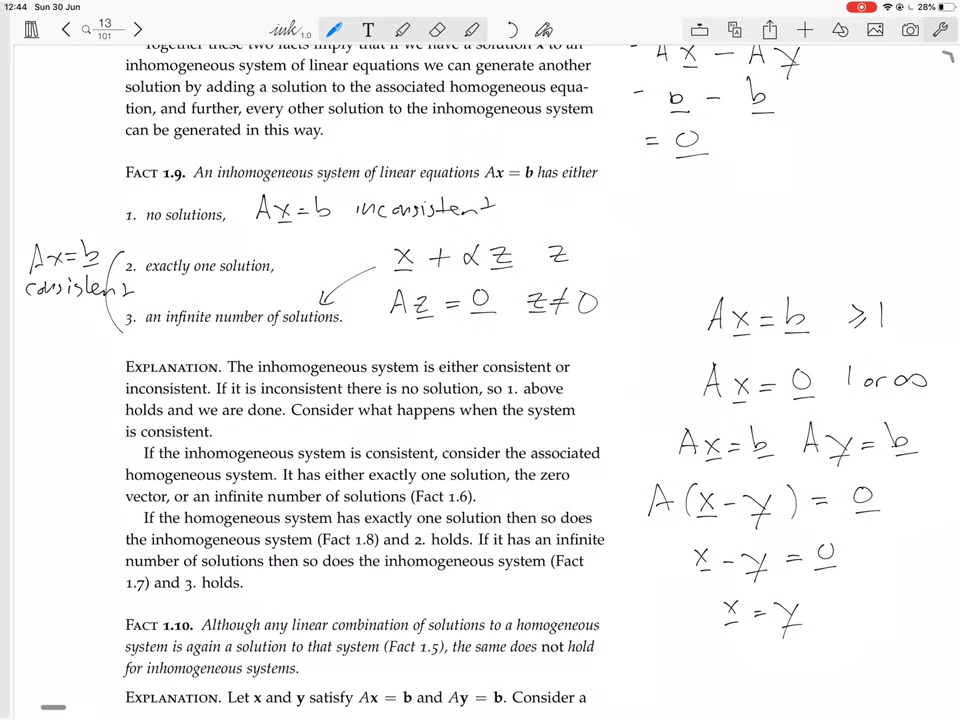 12:44 Sun 30 Jun
28%
13
101
ink 1.0
T
Together these two facts imply that if we have a solution x to an
inhomogeneous system of linear equations we can generate another
solution by adding a solution to the associated homogeneous equa-
tion, and further, every other solution to the inhomogeneous system
can be generated in this way.
- Ax - Ay
- b - b
= 0
FACT 1.9. An inhomogeneous system of linear equations Ax = b has either
1. no solutions, Ax = b inconsistent
Ax = b
consistent
2. exactly one solution, x + αz z
3. an infinite number of solutions. Az = 0 z ≠ 0
EXPLANATION. The inhomogeneous system is either consistent or
inconsistent. If it is inconsistent there is no solution, so 1. above
holds and we are done. Consider what happens when the system
is consistent.
If the inhomogeneous system is consistent, consider the associated
homogeneous system. It has either exactly one solution, the zero
vector, or an infinite number of solutions (Fact 1.6).
If the homogeneous system has exactly one solution then so does
the inhomogeneous system (Fact 1.8) and 2. holds. If it has an infinite
number of solutions then so does the inhomogeneous system (Fact
1.7) and 3. holds.
Ax = b ⩾ 1
Ax = 0 1 or ∞
Ax = b Ay = b
A(x - y) = 0
x - y = 0
x = y
FACT 1.10. Although any linear combination of solutions to a homogeneous
system is again a solution to that system (Fact 1.5), the same does not hold
for inhomogeneous systems.
EXPLANATION. Let x and y satisfy Ax = b and Ay = b. Consider a